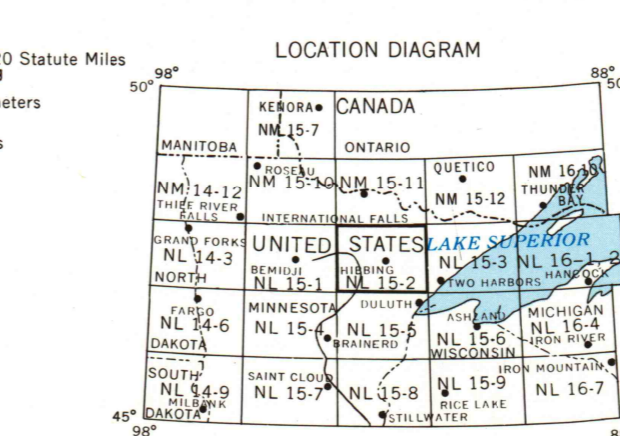 20 Statute Miles
LOCATION DIAGRAM
98°
88°
50°
50
KENORA
CANADA
NM 15-7
MANITOBA
ONTARIO
ROSEAU
QUETICO
NM 16-10
NM 14-12
NM 15-10
NM 15-11
NM 15-12
THUNDER
BAY
THIEF RIVER
FALLS
INTERNATIONAL FALLS
GRAND FORKS
UNITED
STATES
LAKE SUPERIOR
NL 14-3
BEMIDJI
HIBBING
NL 15-3
NL 16-1, 2
NORTH
NL 15-1
NL 15-2
TWO HARBORS
HANCOCK
FARGO
MINNESOTA
DULUTH
ASHLAND
MICHIGAN
NL 14-6
NL 15-4
NL 15-5
NL 15-6
NL 16-4
DAKOTA
BRAINERD
WISCONSIN
IRON RIVER
SOUTH
SAINT CLOUD
IRON MOUNTAIN
NL 14-9
NL 15-7
NL 15-8
NL 15-9
NL 16-7
MILBANK
RICE LAKE
45°
DAKOTA
STILLWATER
98°